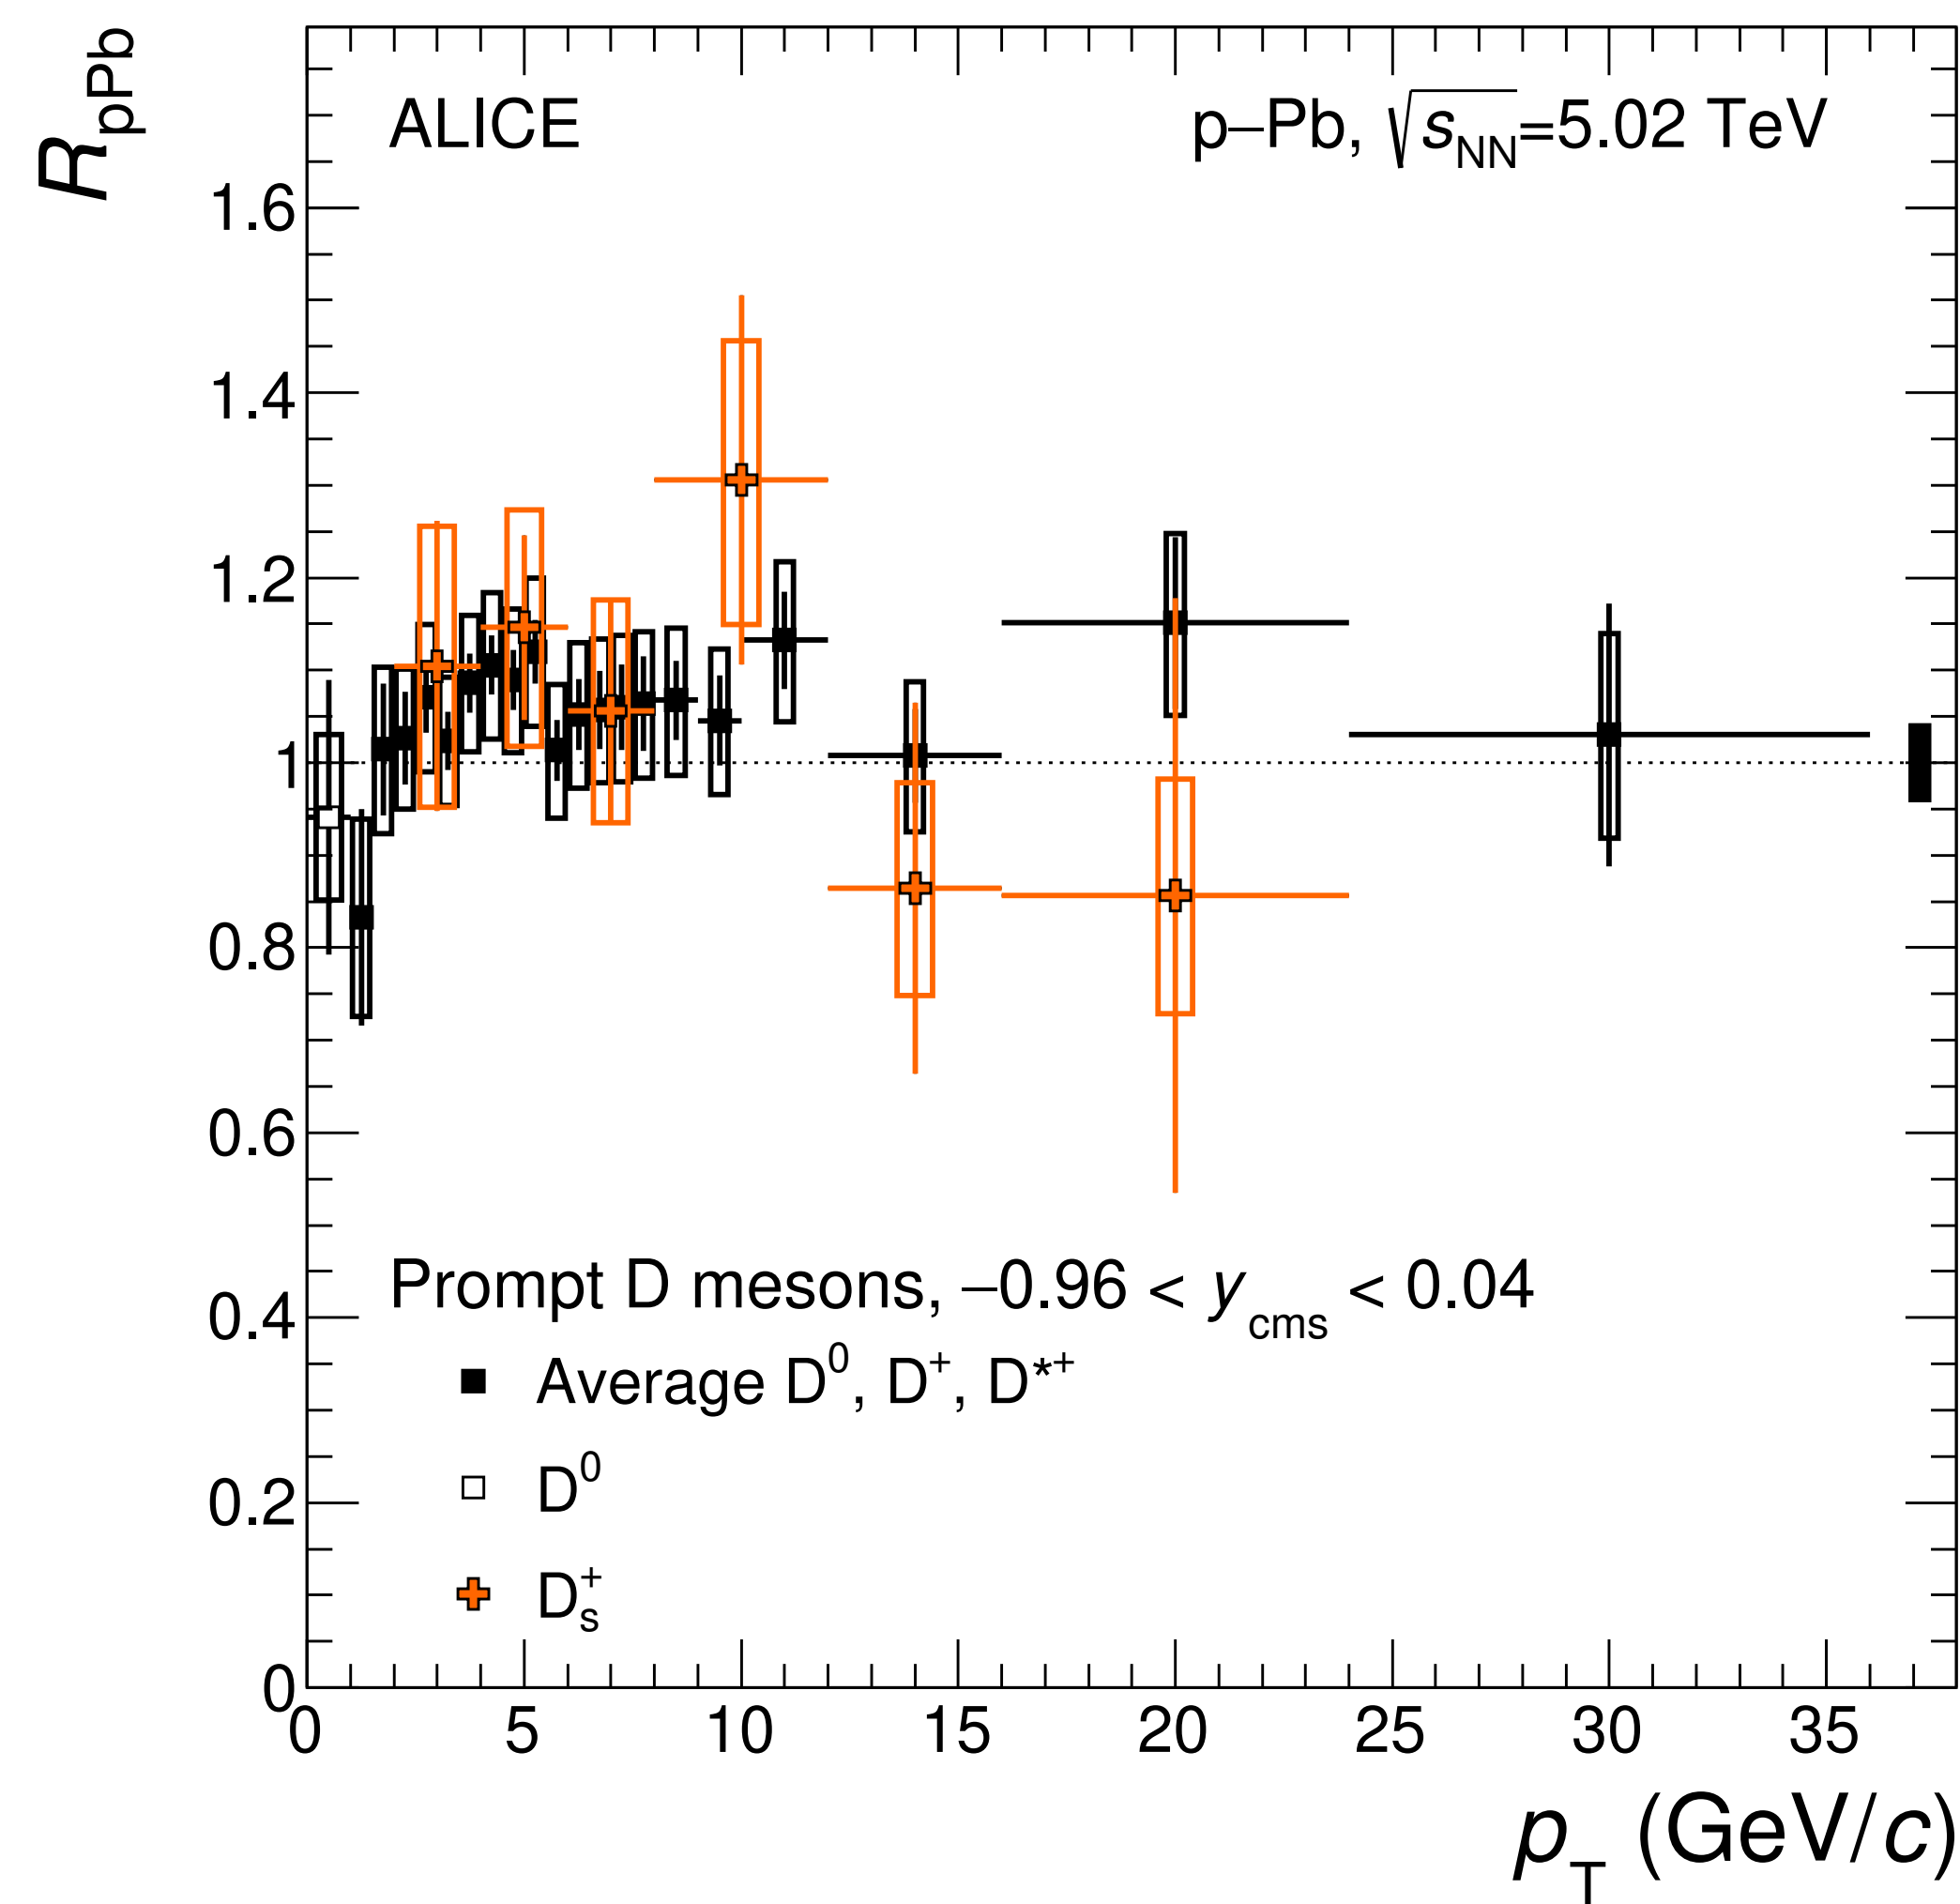 R_pPb
ALICE
p–Pb, √s_NN=5.02 TeV
1.6
1.4
1.2
1
0.8
0.6
0.4
0.2
0
Prompt D mesons, –0.96 < y_cms < 0.04
Average D⁰, D⁺, D*⁺
D⁰
D_s⁺
0 5 10 15 20 25 30 35
p_T (GeV/c)